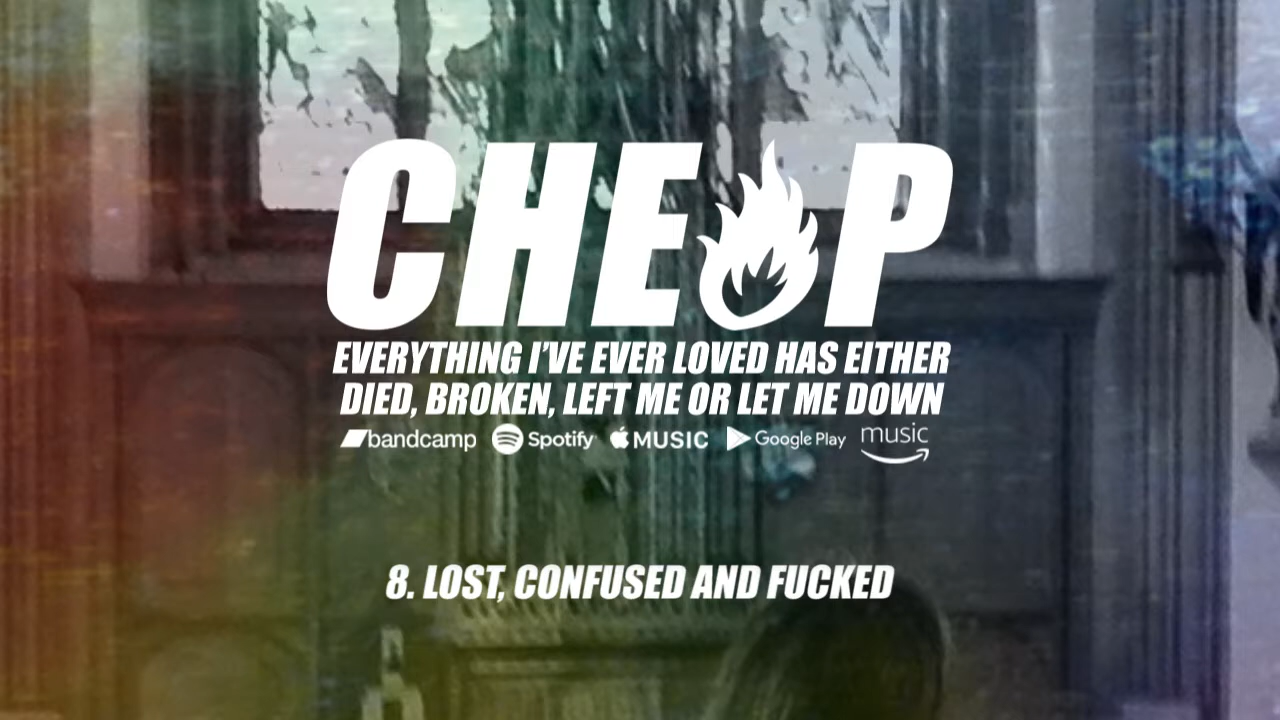 CHEAP
EVERYTHING I'VE EVER LOVED HAS EITHER
DIED, BROKEN, LEFT ME OR LET ME DOWN
bandcamp Spotify MUSIC Google Play music
8. LOST, CONFUSED AND FUCKED